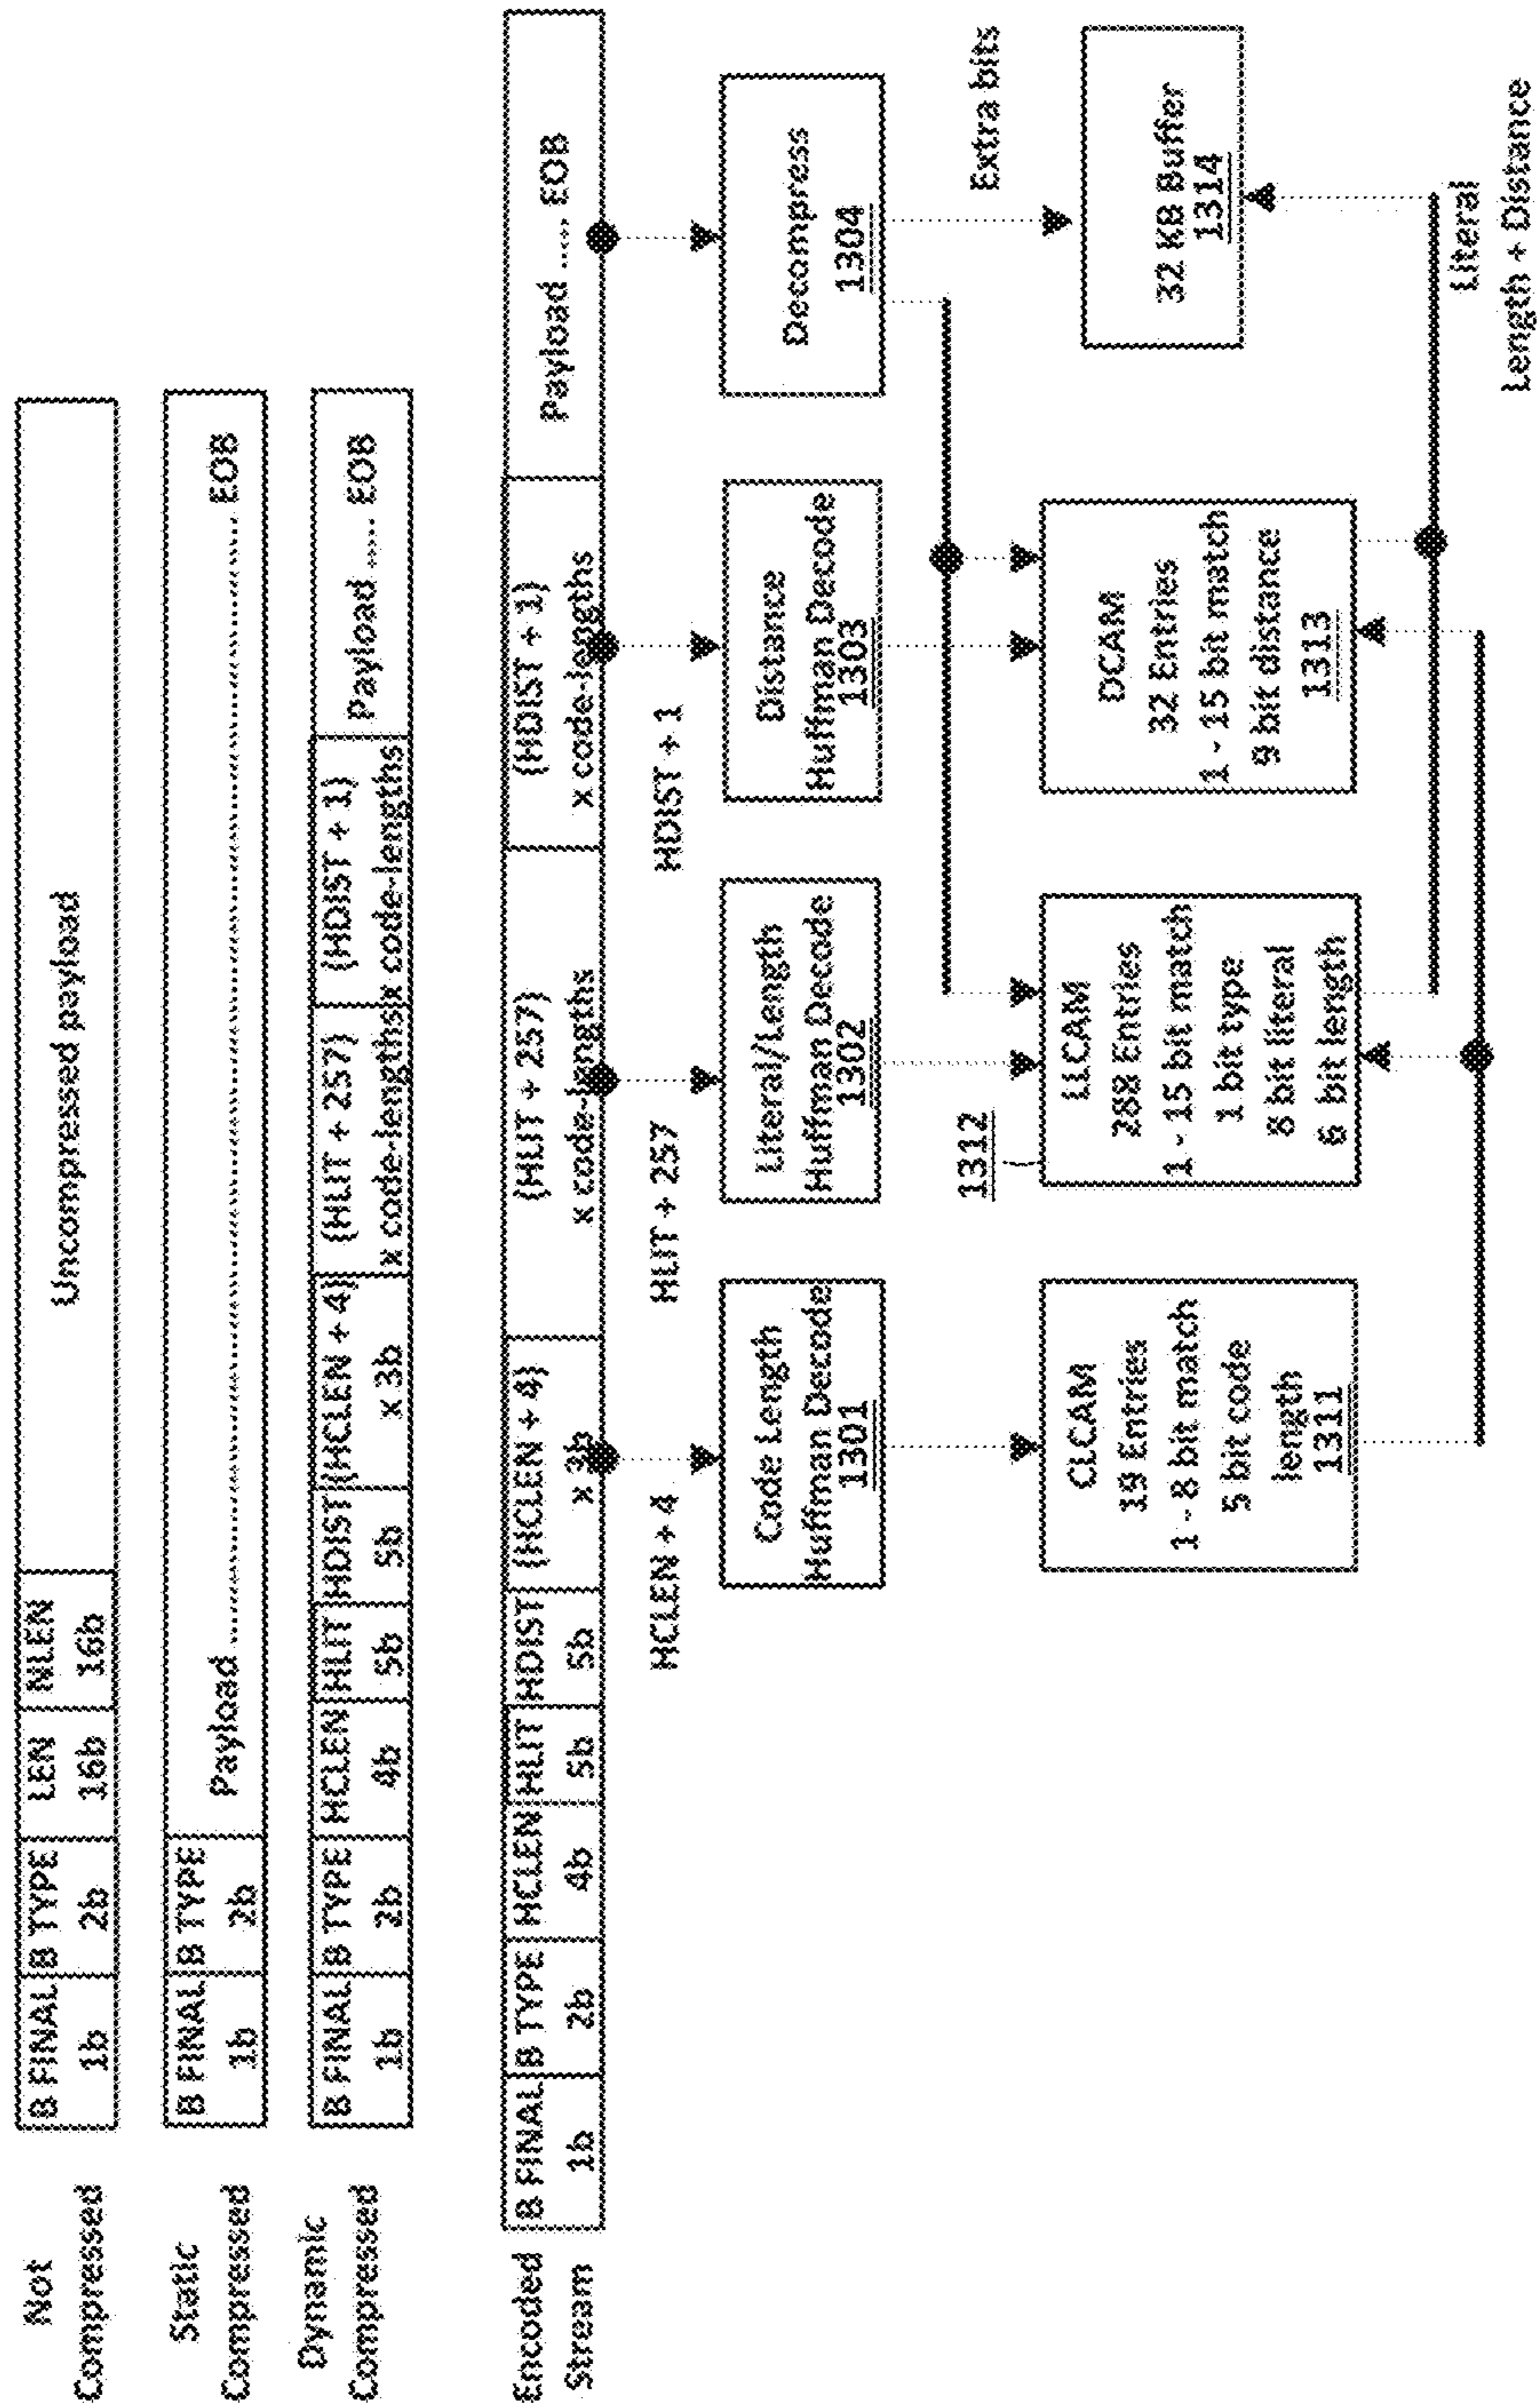 Not
Compressed
B FINAL
1b
B TYPE
2b
LEN
16b
NLEN
16b
Uncompressed payload
Static
Compressed
B FINAL
1b
B TYPE
2b
Payload ........ EOB
Dynamic
Compressed
B FINAL
1b
B TYPE
2b
HCLEN
4b
HLIT
5b
HDIST
5b
(HCLEN + 4)
x 3b
(HLIT + 257)
x code-lengths
(HDIST + 1)
x code-lengths
Payload ..... EOB
Encoded
Stream
B FINAL
1b
B TYPE
2b
HCLEN
4b
HLIT
5b
HDIST
5b
(HCLEN + 4)
x 3b
(HLIT + 257)
x code-lengths
(HDIST + 1)
x code-lengths
Payload ..... EOB
HCLEN + 4
HLIT + 257
HDIST + 1
Code Length
Huffman Decode
1301
Literal/Length
Huffman Decode
1302
Distance
Huffman Decode
1303
Decompress
1304
Extra bits
1312
CLCAM
19 Entries
1 - 8 bit match
5 bit code
length
1311
LLCAM
288 Entries
1 - 15 bit match
1 bit type
8 bit literal
6 bit length
DCAM
32 Entries
1 - 15 bit match
9 bit distance
1313
32 KB Buffer
1314
Literal
Length + Distance